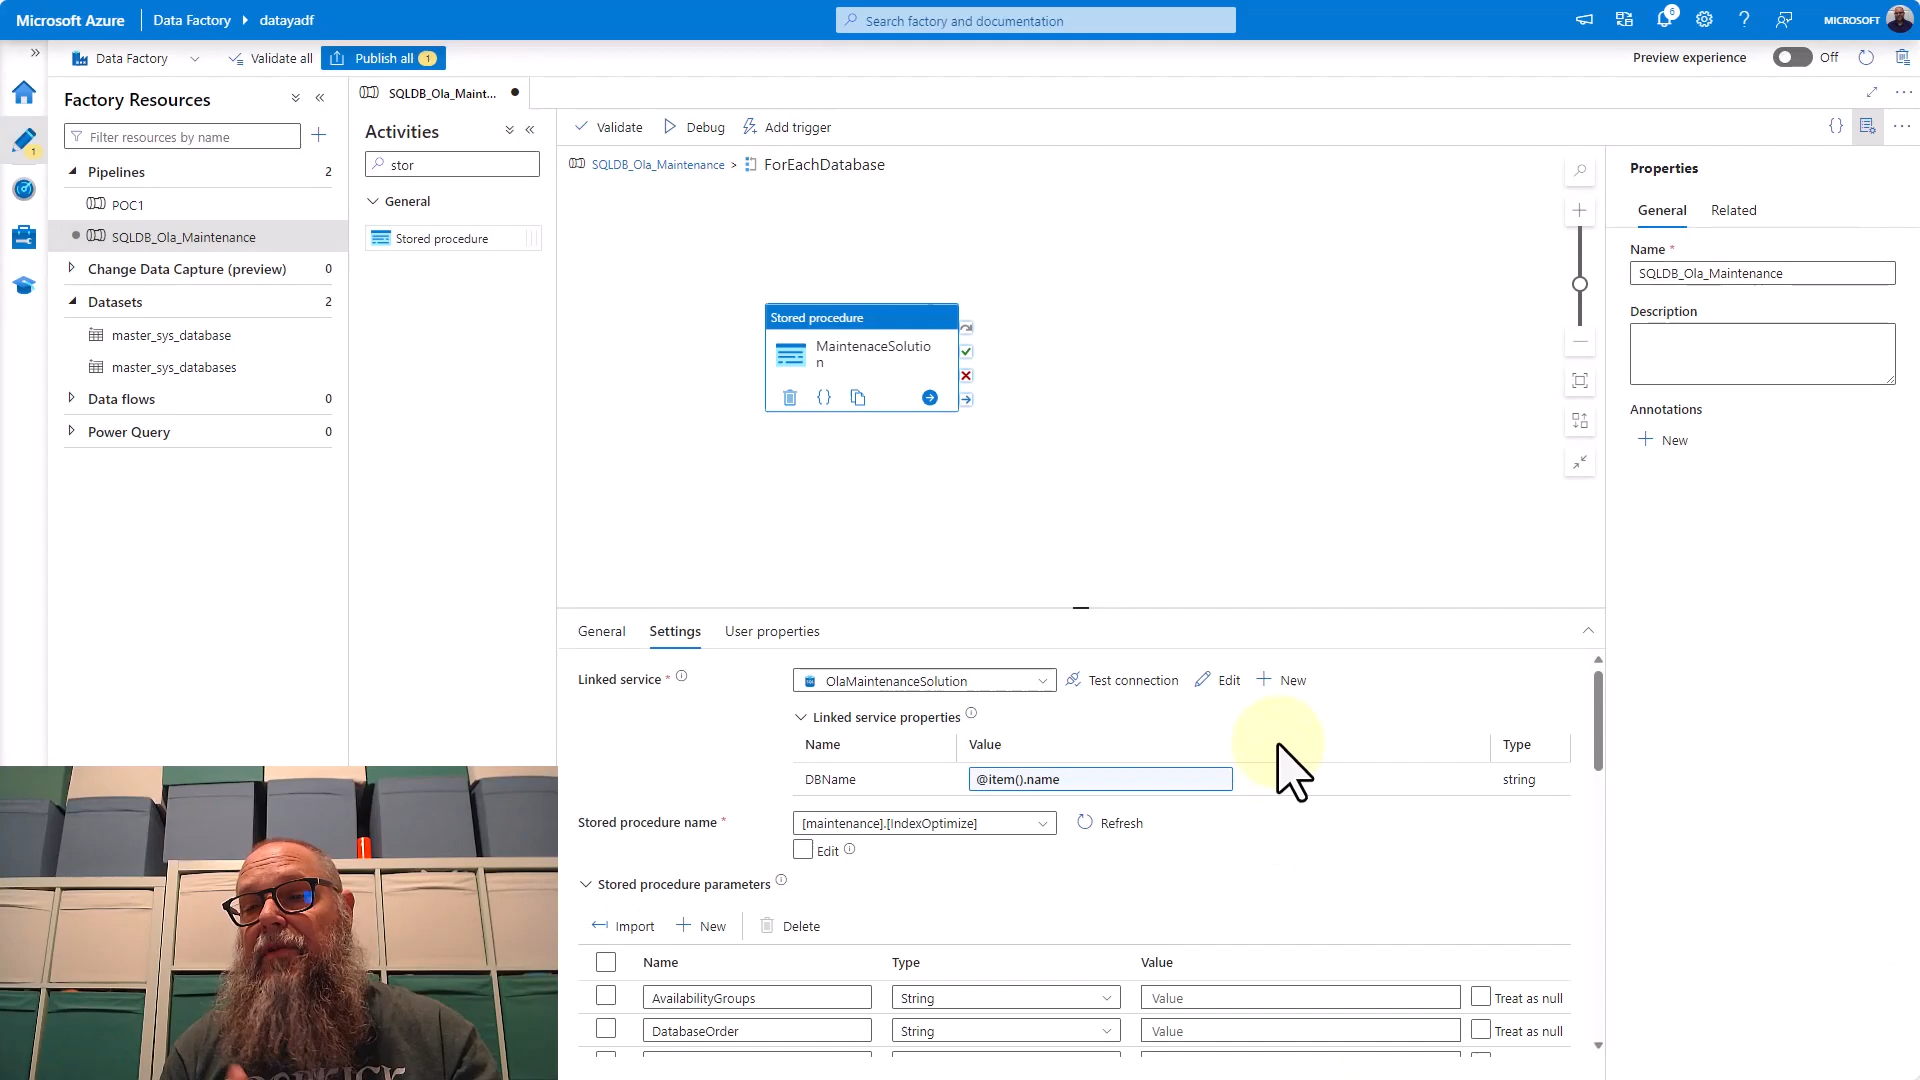 Microsoft Azure
Data Factory
datayadf
Search factory and documentation
6
MICROSOFT
Data Factory
Validate all
Publish all
1
Preview experience
Off
1
Factory Resources
Filter resources by name
Pipelines
2
POC1
SQLDB_Ola_Maintenance
Change Data Capture (preview)
0
Datasets
2
master_sys_database
master_sys_databases
Data flows
0
Power Query
0
SQLDB_Ola_Maint...
Activities
stor
General
Stored procedure
Validate
Debug
Add trigger
SQLDB_Ola_Maintenance > ForEachDatabase
Stored procedure
MaintenaceSolutio
n
Properties
General
Related
Name *
SQLDB_Ola_Maintenance
Description
Annotations
New
General
Settings
User properties
Linked service *
OlaMaintenanceSolution
Test connection
Edit
New
Linked service properties
Name
Value
Type
DBName
@item().name
string
Stored procedure name *
[maintenance].[IndexOptimize]
Refresh
Edit
Stored procedure parameters
Import
New
Delete
Name
Type
Value
AvailabilityGroups
String
Value
Treat as null
DatabaseOrder
String
Value
Treat as null